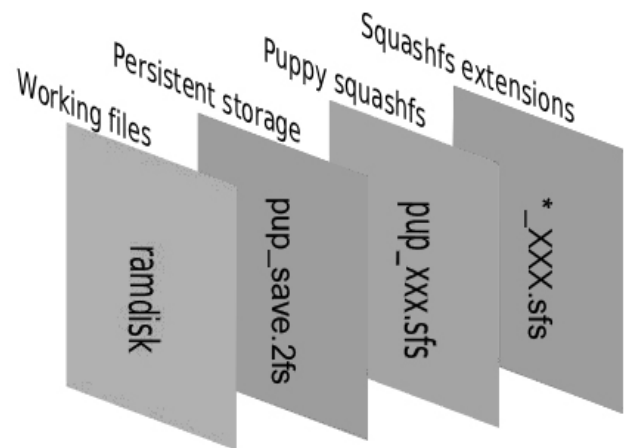 Working files
Persistent storage
Puppy squashfs
Squashfs extensions
ramdisk
pup_save.2fs
pup_xxx.sfs
*_XXX.sfs